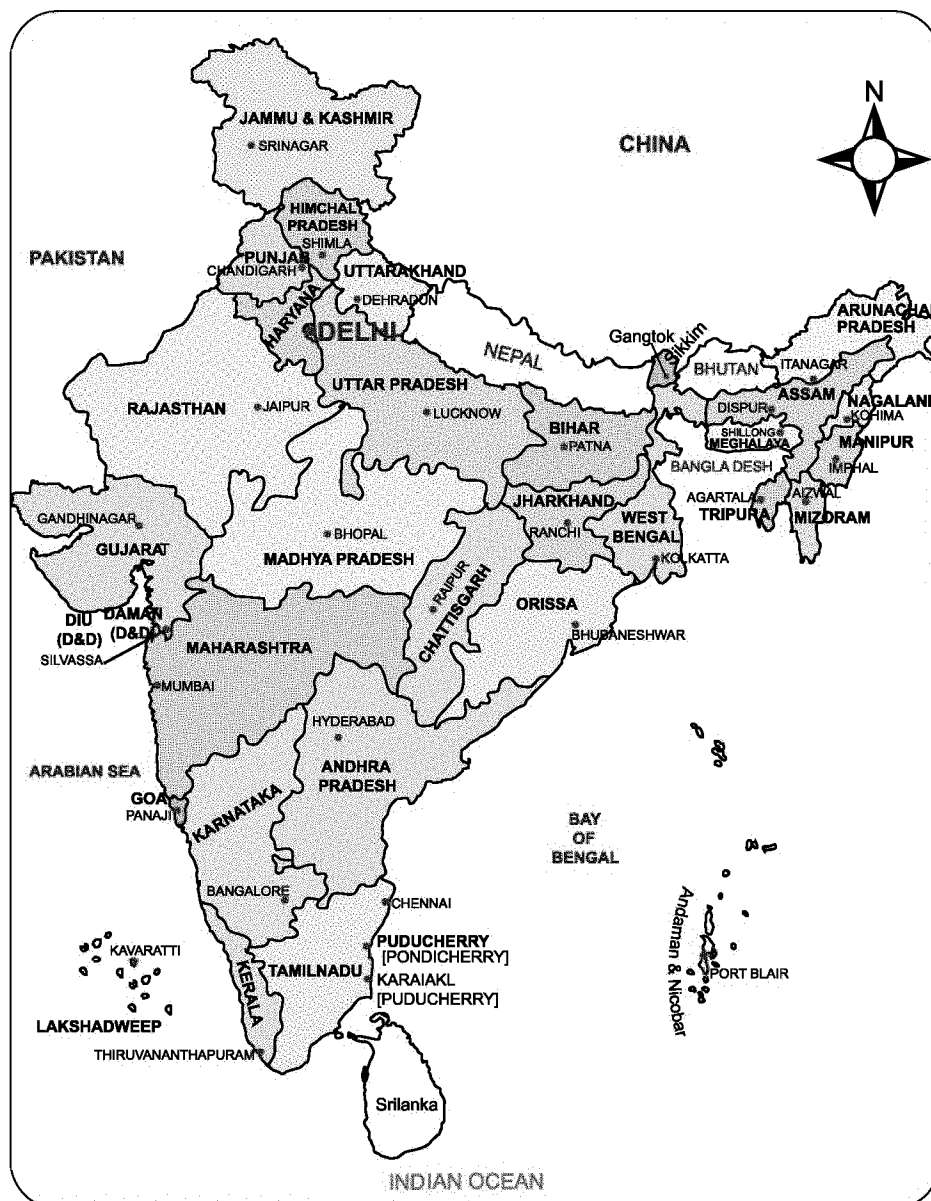 N
JAMMU & KASHMIR
SRINAGAR
CHINA
HIMCHAL
PRADESH
SHIMLA
PAKISTAN
PUNJAB
CHANDIGARH
UTTARAKHAND
DEHRADUN
HARYANA
DELHI
NEPAL
Gangtok
Sikkim
BHUTAN
ARUNACHAL
PRADESH
ITANAGAR
ASSAM
DISPUR
NAGALAND
KOHIMA
SHILLONG
MEGHALAYA
MANIPUR
IMPHAL
RAJASTHAN
JAIPUR
UTTAR PRADESH
LUCKNOW
BIHAR
PATNA
BANGLA DESH
AGARTALA
TRIPURA
AIZWAL
MIZORAM
GANDHINAGAR
GUJARAT
BHOPAL
MADHYA PRADESH
JHARKHAND
RANCHI
WEST
BENGAL
KOLKATTA
RAIPUR
CHATTISGARH
ORISSA
BHUBANESHWAR
DIU
(D&D)
DAMAN
(D&D)
SILVASSA
MAHARASHTRA
MUMBAI
HYDERABAD
ANDHRA
PRADESH
ARABIAN SEA
GOA
PANAJI
KARNATAKA
BAY
OF
BENGAL
BANGALORE
CHENNAI
PUDUCHERRY
[PONDICHERRY]
KARAIAKL
[PUDUCHERRY]
TAMILNADU
KERALA
KAVARATTI
LAKSHADWEEP
THIRUVANANTHAPURAM
Andaman & Nicobar
PORT BLAIR
Srilanka
INDIAN OCEAN